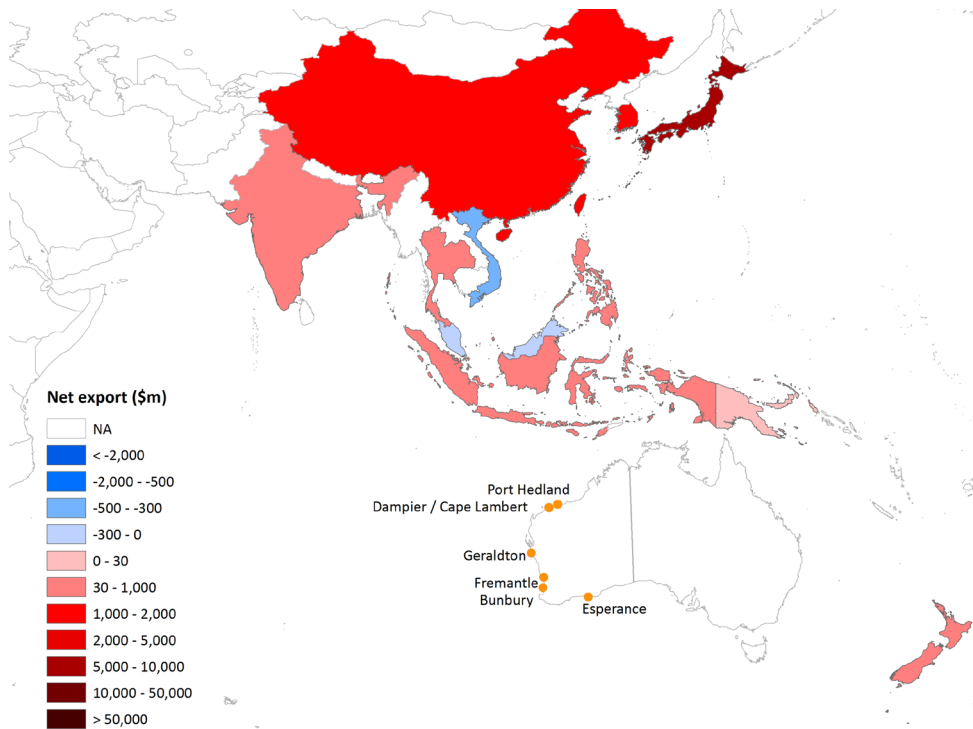 Net export ($m)
NA
< -2,000
-2,000 - -500
-500 - -300
-300 - 0
0 - 30
30 - 1,000
1,000 - 2,000
2,000 - 5,000
5,000 - 10,000
10,000 - 50,000
> 50,000
Port Hedland
Dampier / Cape Lambert
Geraldton
Fremantle
Bunbury
Esperance